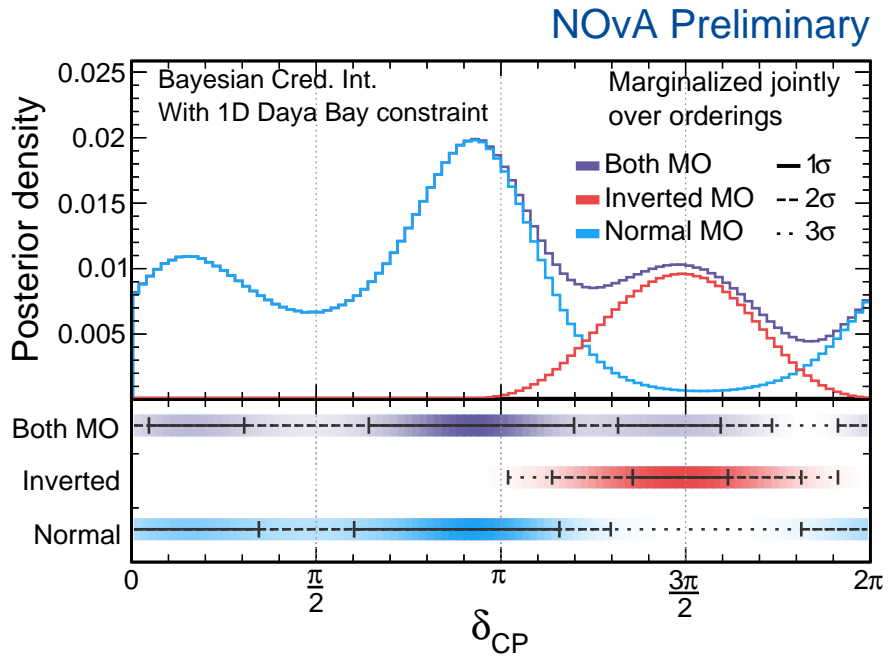 NOvA Preliminary
Bayesian Cred. Int.
With 1D Daya Bay constraint
Marginalized jointly
over orderings
Both MO
Inverted MO
Normal MO
1σ
2σ
3σ
Posterior density
0.025
0.02
0.015
0.01
0.005
Both MO
Inverted
Normal
0 π/2 π 3π/2 2π
δCP